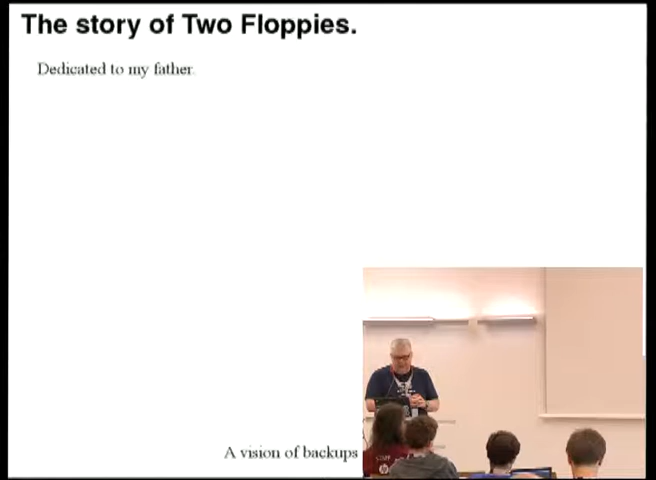 The story of Two Floppies.
Dedicated to my father.
A vision of backups